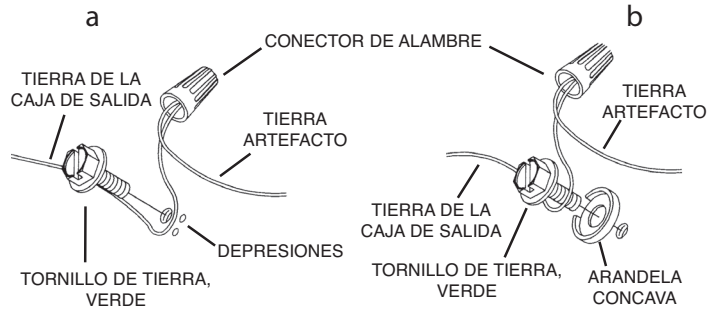 a
b
CONECTOR DE ALAMBRE
TIERRA DE LA
CAJA DE SALIDA
TIERRA
ARTEFACTO
DEPRESIONES
TORNILLO DE TIERRA,
VERDE
TIERRA
ARTEFACTO
TIERRA DE LA
CAJA DE SALIDA
TORNILLO DE TIERRA,
VERDE
ARANDELA
CONCAVA